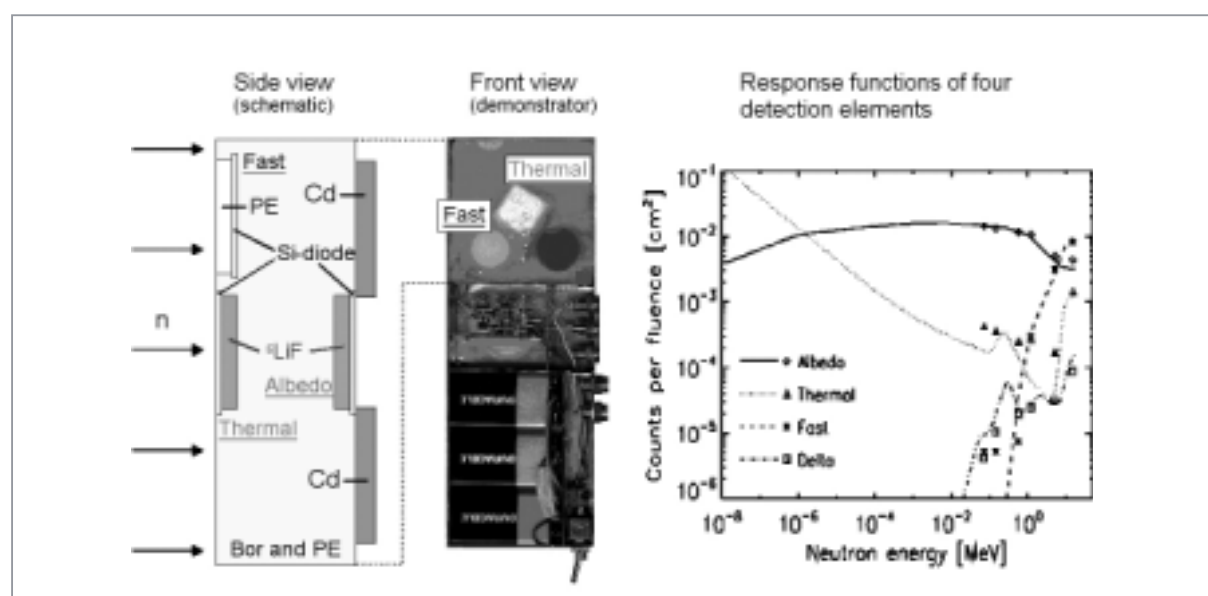 Side view
(schematic)
Fast
PE
Cd
Si-diode
n
⁶LiF
Albedo
Thermal
Cd
Bor and PE
Front view
(demonstrator)
Thermal
Fast
DURACELL
DURACELL
DURACELL
Response functions of four
detection elements
Counts per fluence [cm²]
10⁻¹
10⁻²
10⁻³
10⁻⁴
10⁻⁵
10⁻⁶
Albedo
Thermal
Fast
Delta
10⁻⁸ 10⁻⁶ 10⁻⁴ 10⁻² 10⁰
Neutron energy [MeV]